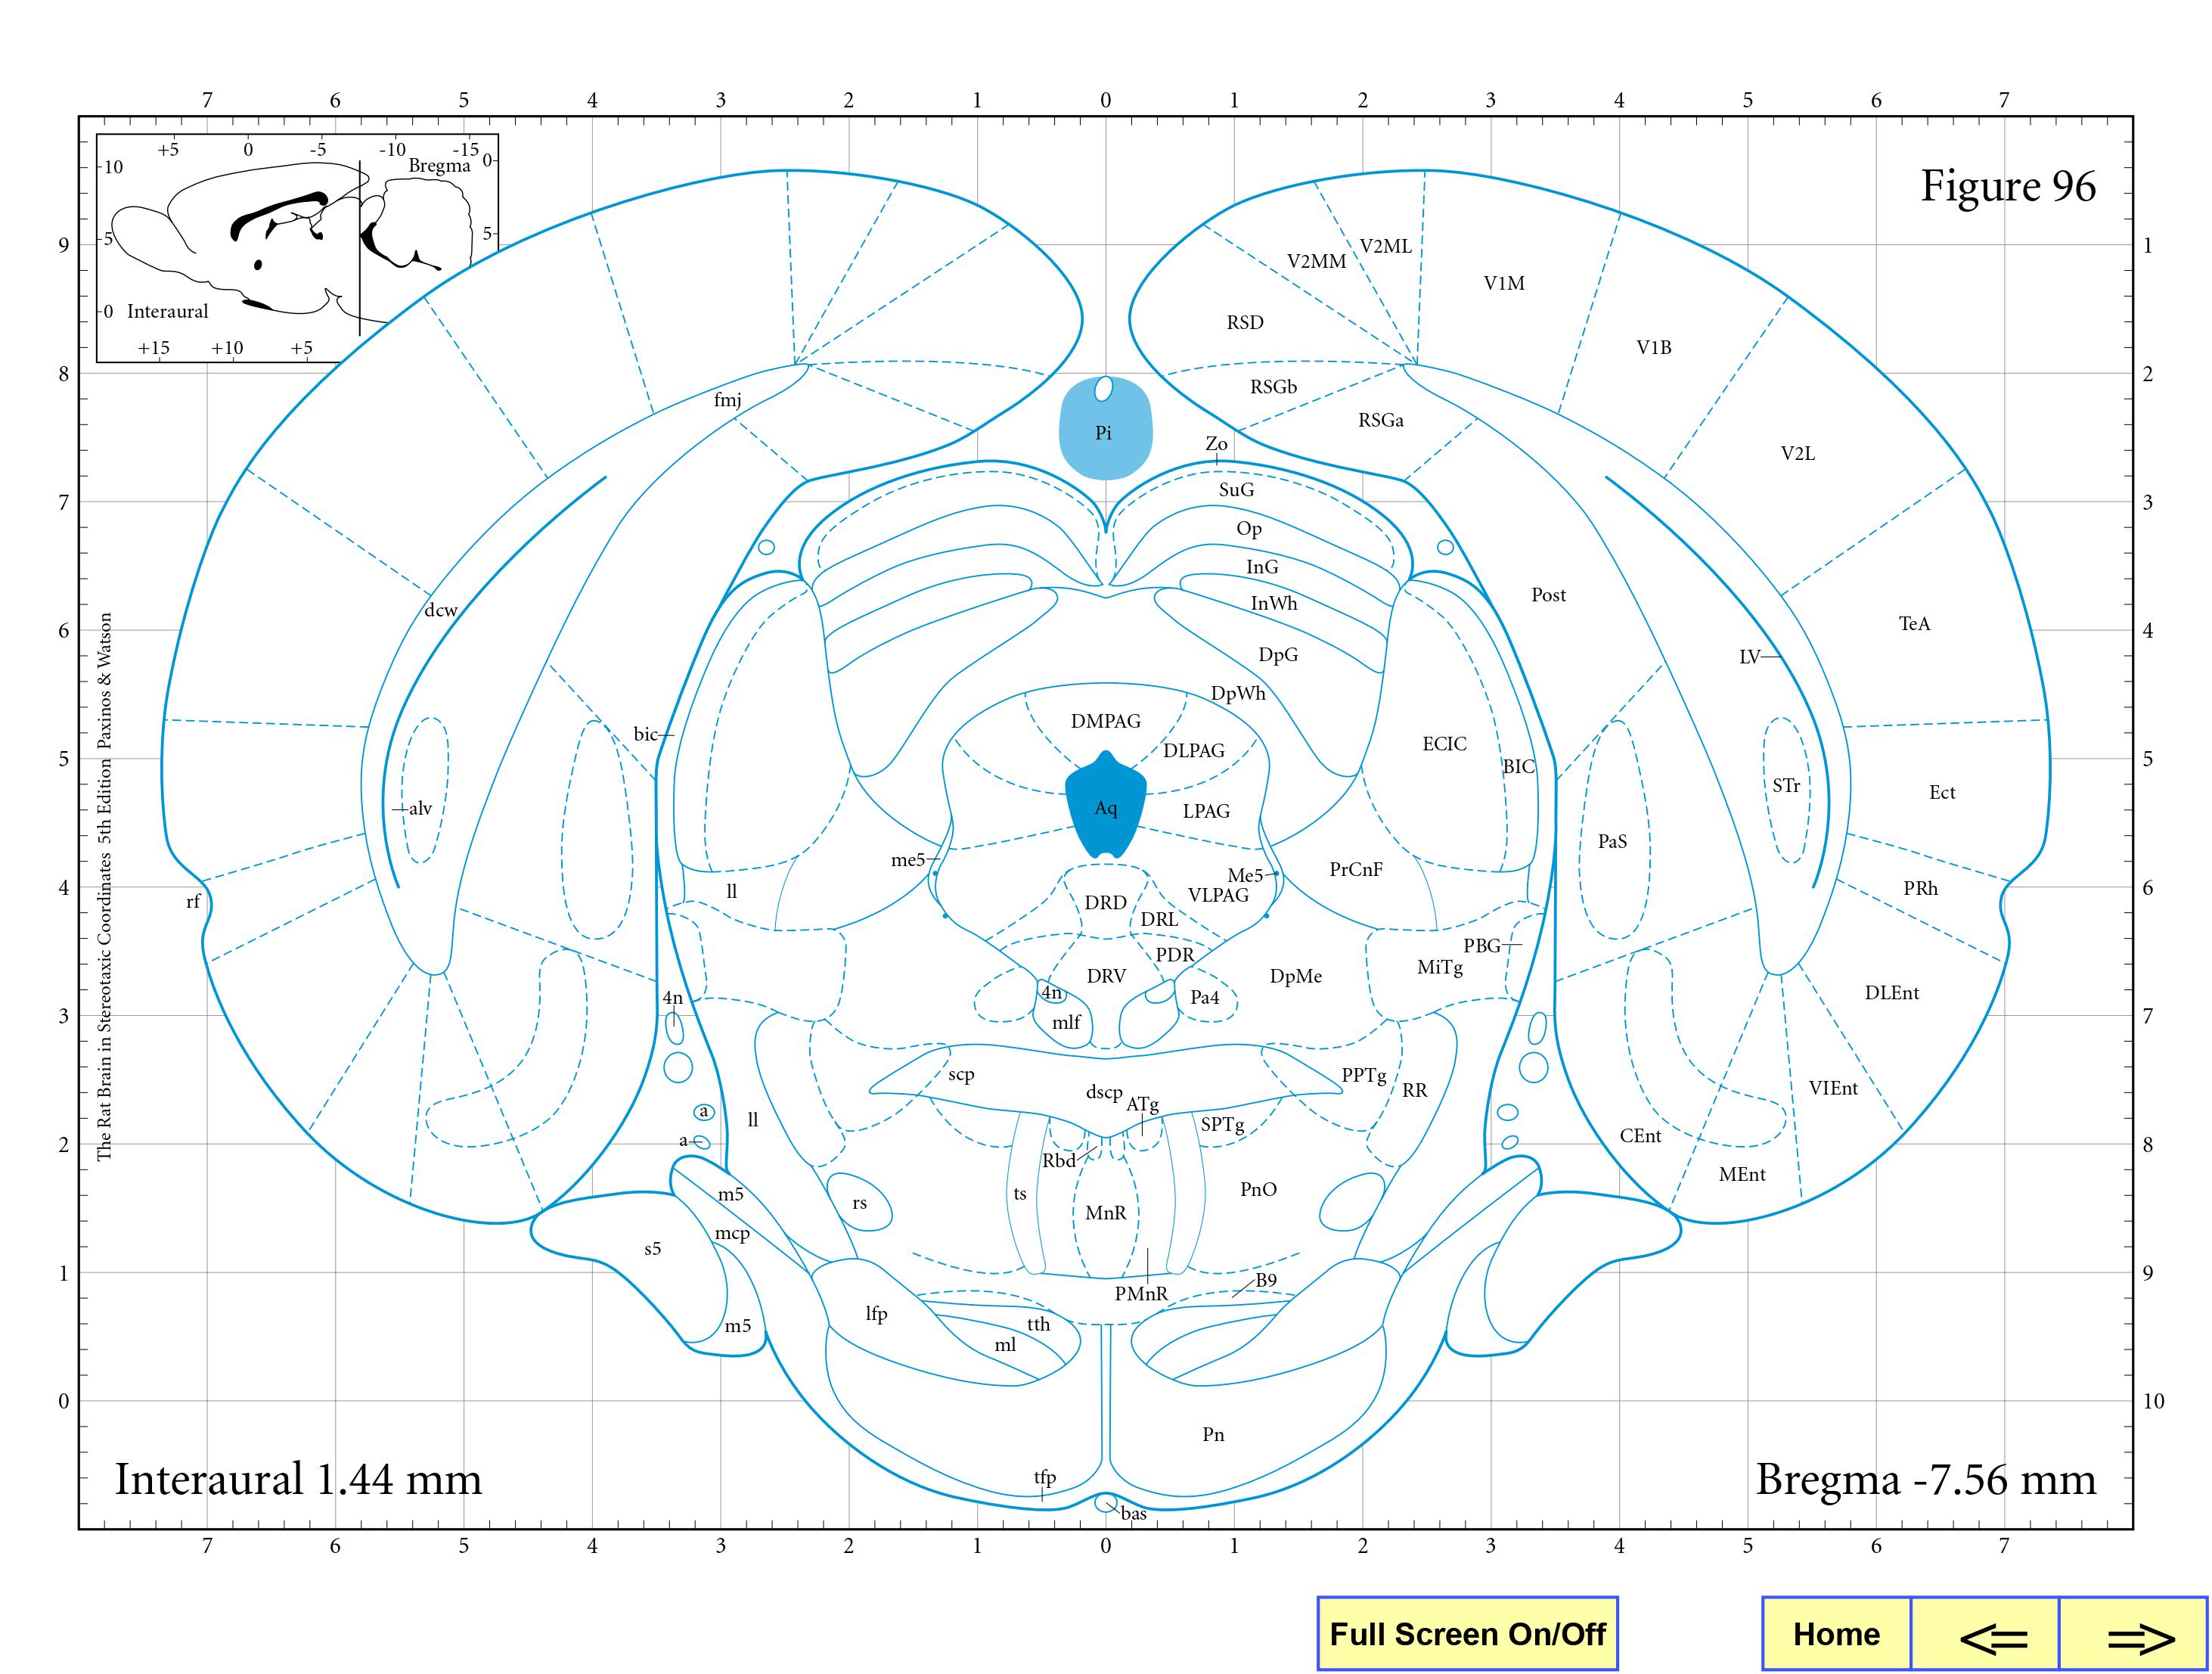 7 6 5 4 3 2 1 0 1 2 3 4 5 6 7
+5 0 -5 -10 -15
Bregma 0
10
5 5
0 Interaural
+15 +10 +5
Figure 96
9 1
8 2
7 3
6 4
5 5
4 6
3 7
2 8
1 9
0 10
The Rat Brain in Stereotaxic Coordinates 5th Edition Paxinos & Watson
V2ML
V2MM
V1M
RSD
V1B
RSGb
fmj
RSGa
Pi
Zo
V2L
SuG
Op
InG
Post
InWh
dcw
TeA
DpG
LV
DpWh
DMPAG
bic
ECIC
DLPAG
BIC
STr
Ect
alv
Aq
LPAG
PaS
me5
PrCnF
Me5
ll
PRh
VLPAG
rf
DRD
DRL
PBG
PDR
MiTg
DRV
DpMe
4n
4n
Pa4
DLEnt
mlf
scp
PPTg
VIEnt
dscp
RR
ATg
a
ll
SPTg
a
CEnt
Rbd
MEnt
m5
ts
PnO
rs
MnR
mcp
s5
B9
PMnR
lfp
tth
m5
ml
Pn
tfp
bas
Interaural 1.44 mm
Bregma -7.56 mm
7 6 5 4 3 2 1 0 1 2 3 4 5 6 7
Full Screen On/Off Home <= =>